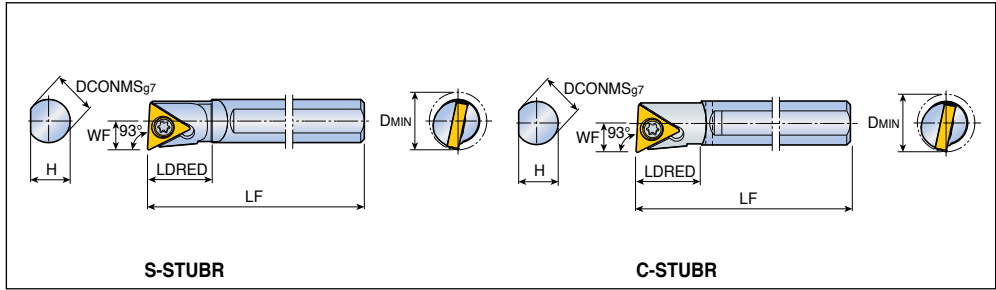 DCONMSg7
WF
93°
H
LDRED
LF
DMIN
S-STUBR
DCONMSg7
WF
93°
H
LDRED
LF
DMIN
C-STUBR